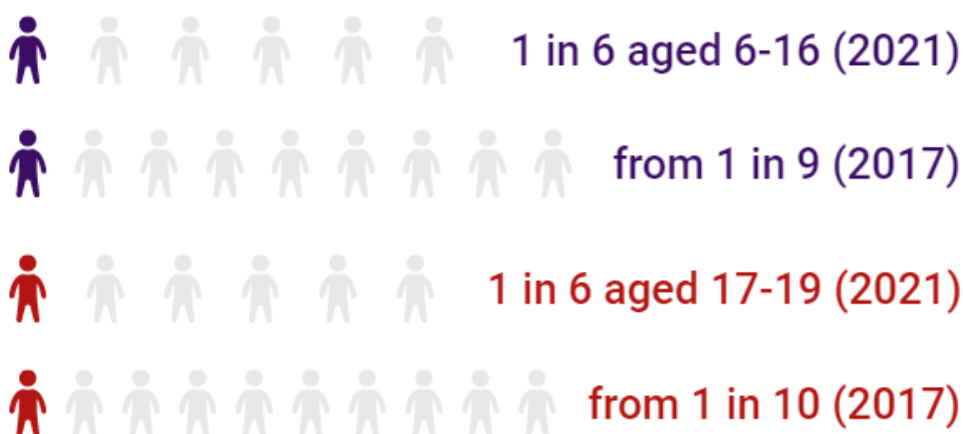 1 in 6 aged 6-16 (2021)
from 1 in 9 (2017)
1 in 6 aged 17-19 (2021)
from 1 in 10 (2017)